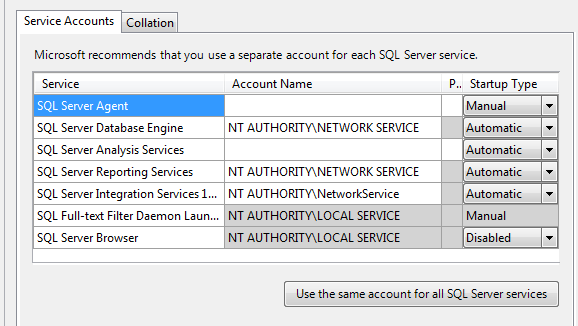 Service Accounts Collation
Microsoft recommends that you use a separate account for each SQL Server service.
Service Account Name P.. Startup Type
SQL Server Agent Manual
SQL Server Database Engine NT AUTHORITY\NETWORK SERVICE Automatic
SQL Server Analysis Services Automatic
SQL Server Reporting Services NT AUTHORITY\NETWORK SERVICE Automatic
SQL Server Integration Services 1... NT AUTHORITY\NetworkService Automatic
SQL Full-text Filter Daemon Laun... NT AUTHORITY\LOCAL SERVICE Manual
SQL Server Browser NT AUTHORITY\LOCAL SERVICE Disabled
Use the same account for all SQL Server services